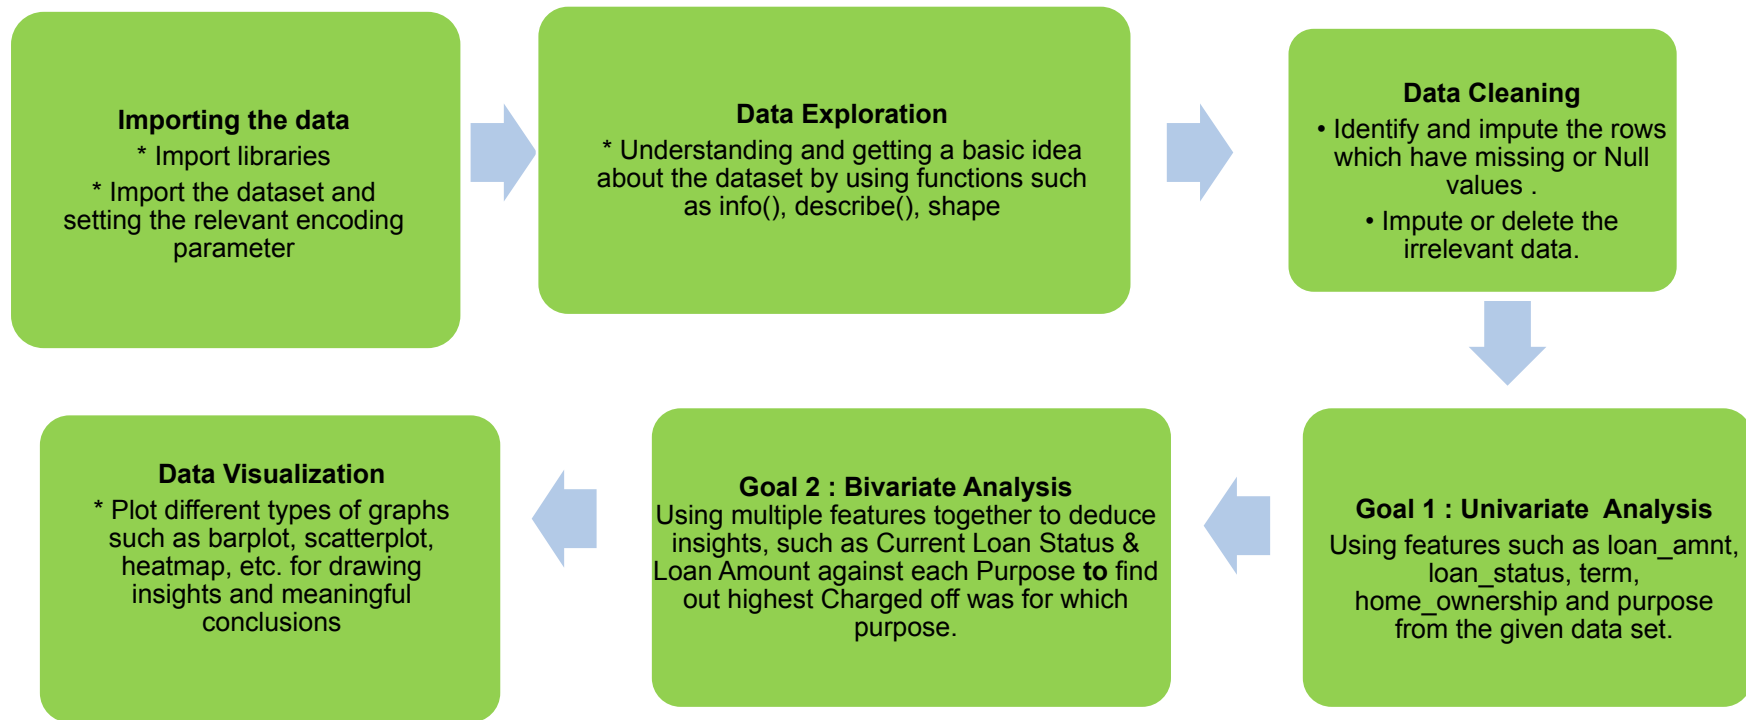 Importing the data
* Import libraries
* Import the dataset and
setting the relevant encoding
parameter
Data Exploration
* Understanding and getting a basic idea
about the dataset by using functions such
as info(), describe(), shape
Data Cleaning
• Identify and impute the rows
which have missing or Null
values .
• Impute or delete the
irrelevant data.
Goal 1 : Univariate  Analysis
Using features such as loan_amnt,
loan_status, term,
home_ownership and purpose
from the given data set.
Goal 2 : Bivariate Analysis
Using multiple features together to deduce
insights, such as Current Loan Status &
Loan Amount against each Purpose to find
out highest Charged off was for which
purpose.
Data Visualization
* Plot different types of graphs
such as barplot, scatterplot,
heatmap, etc. for drawing
insights and meaningful
conclusions